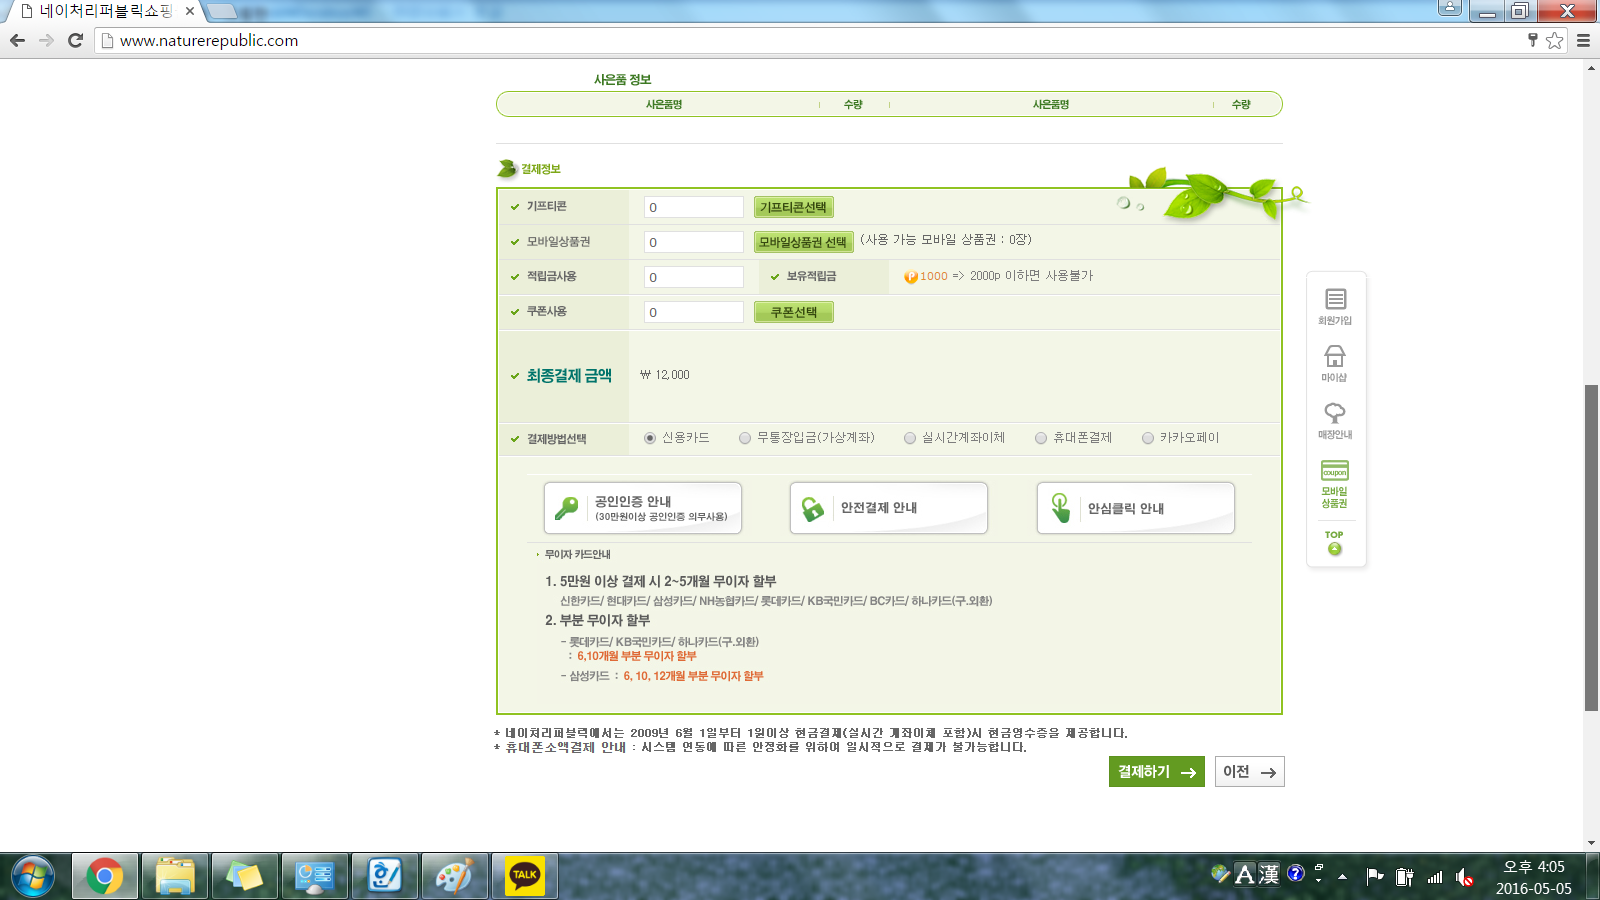 네이처리퍼블릭쇼핑
www.naturerepublic.com
사은품 정보
사은품명 수량 사은품명 수량
결제정보
기프티콘 0 기프티콘선택
모바일상품권 0 모바일상품권 선택 (사용 가능 모바일 상품권 : 0장)
적립금사용 0 보유적립금 P 1000 => 2000p 이하면 사용불가
쿠폰사용 0 쿠폰선택
최종결제 금액 ₩ 12,000
결제방법선택 신용카드 무통장입금(가상계좌) 실시간계좌이체 휴대폰결제 카카오페이
공인인증 안내
(30만원이상 공인인증 의무사용)
안전결제 안내
안심클릭 안내
무이자 카드안내
1. 5만원 이상 결제 시 2~5개월 무이자 할부
신한카드/ 현대카드/ 삼성카드/ NH농협카드/ 롯데카드/ KB국민카드/ BC카드/ 하나카드(구.외환)
2. 부분 무이자 할부
- 롯데카드/ KB국민카드/ 하나카드(구.외환)
: 6,10개월 부분 무이자 할부
- 삼성카드 : 6, 10, 12개월 부분 무이자 할부
* 네이처리퍼블릭에서는 2009년 6월 1일부터 1원이상 현금결제(실시간 계좌이체 포함)시 현금영수증을 제공합니다.
* 휴대폰소액결제 안내 : 시스템 연동에 따른 안정화를 위하여 일시적으로 결제가 불가능합니다.
결제하기 이전
회원가입
마이샵
매장안내
coupon
모바일
상품권
TOP
TALK
A 漢 ?
오후 4:05
2016-05-05